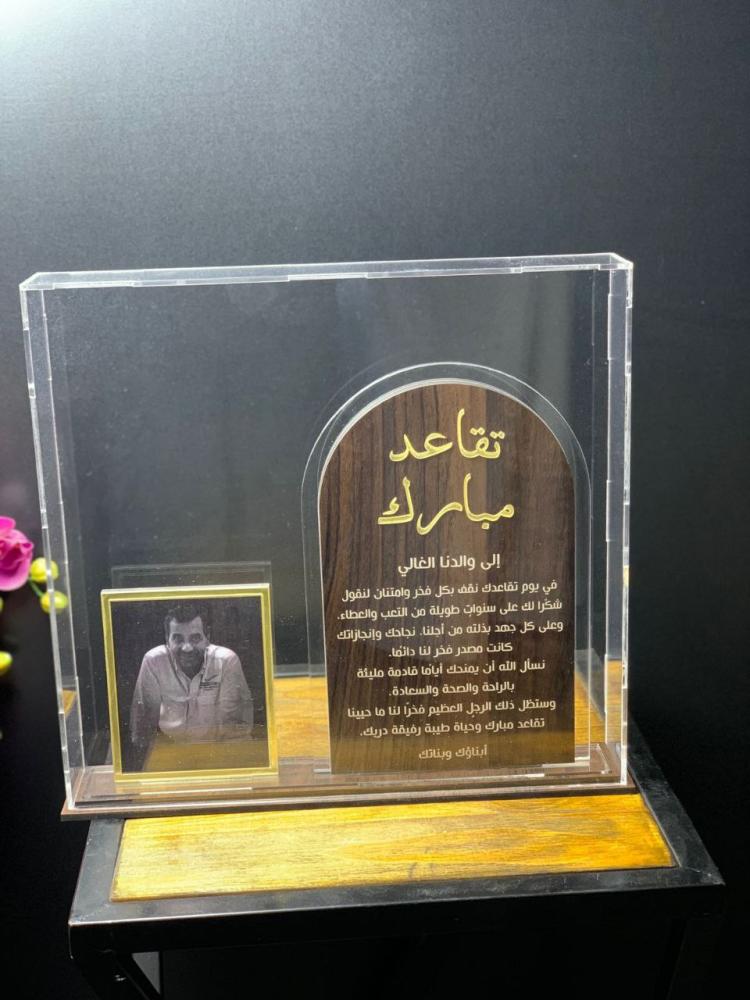 تقاعد
مبارك
إلى والدنا الغالي
في يوم تقاعدك نقف بكل فخر وامتنان لنقول
شكرًا لك على سنوات طويلة من التعب والعطاء.
وعلى كل جهد بذلته من أجلنا. نجاحك وإنجازاتك
كانت مصدر فخر لنا دائمًا.
نسأل الله أن يمنحك أيامًا قادمة مليئة
بالراحة والصحة والسعادة.
وستظل ذلك الرجل العظيم فخرًا لنا ما حيينا
تقاعد مبارك وحياة طيبة رفيقة دربك.
أبناؤك وبناتك